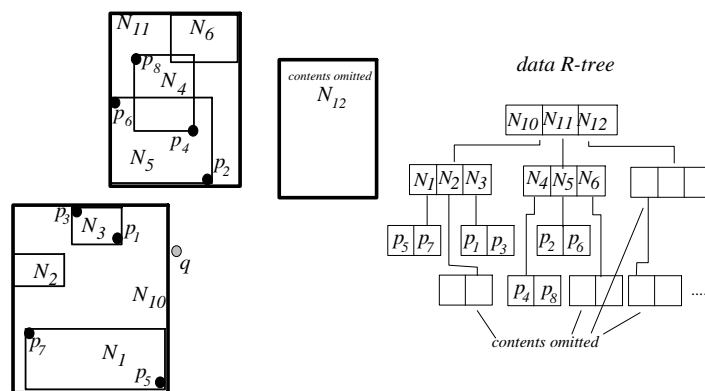 N11
N6
p8
N4
p6
p4
N5
p2
contents omitted
N12
p3
N3
p1
N2
q
N10
p7
N1
p5
data R-tree
N10 N11 N12
N1 N2 N3
N4 N5 N6
p5 p7
p1 p3
p2 p6
p4 p8
....
contents omitted